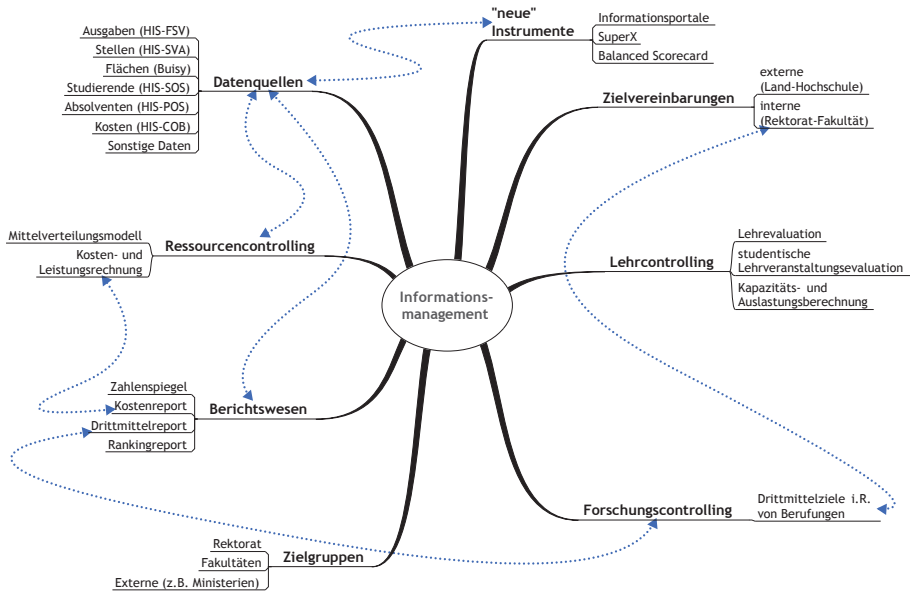 "neue"
Instrumente
Informationsportale
SuperX
Balanced Scorecard
Ausgaben (HIS-FSV)
Stellen (HIS-SVA)
Flächen (Buisy)
Studierende (HIS-SOS)
Absolventen (HIS-POS)
Kosten (HIS-COB)
Sonstige Daten
Datenquellen
Zielvereinbarungen
externe
(Land-Hochschule)
interne
(Rektorat-Fakultät)
Mittelverteilungsmodell
Kosten- und
Leistungsrechnung
Ressourcencontrolling
Lehrcontrolling
Lehrevaluation
studentische
Lehrveranstaltungsevaluation
Kapazitäts- und
Auslastungsberechnung
Informations-
management
Zahlenspiegel
Kostenreport
Drittmittelreport
Rankingreport
Berichtswesen
Forschungscontrolling
Drittmittelziele i.R.
von Berufungen
Rektorat
Fakultäten
Externe (z.B. Ministerien)
Zielgruppen